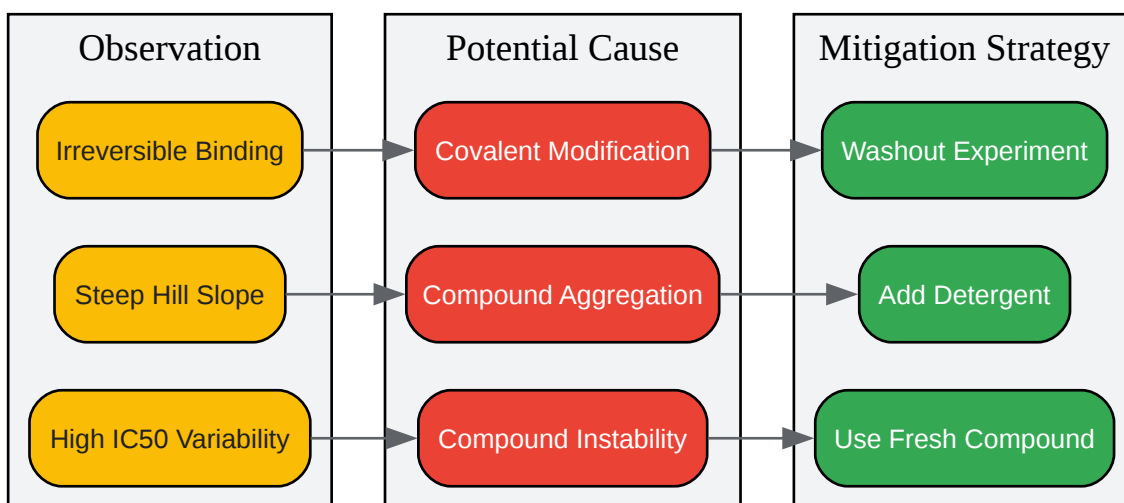 Observation
Potential Cause
Mitigation Strategy
Irreversible Binding
Covalent Modification
Washout Experiment
Steep Hill Slope
Compound Aggregation
Add Detergent
High IC50 Variability
Compound Instability
Use Fresh Compound